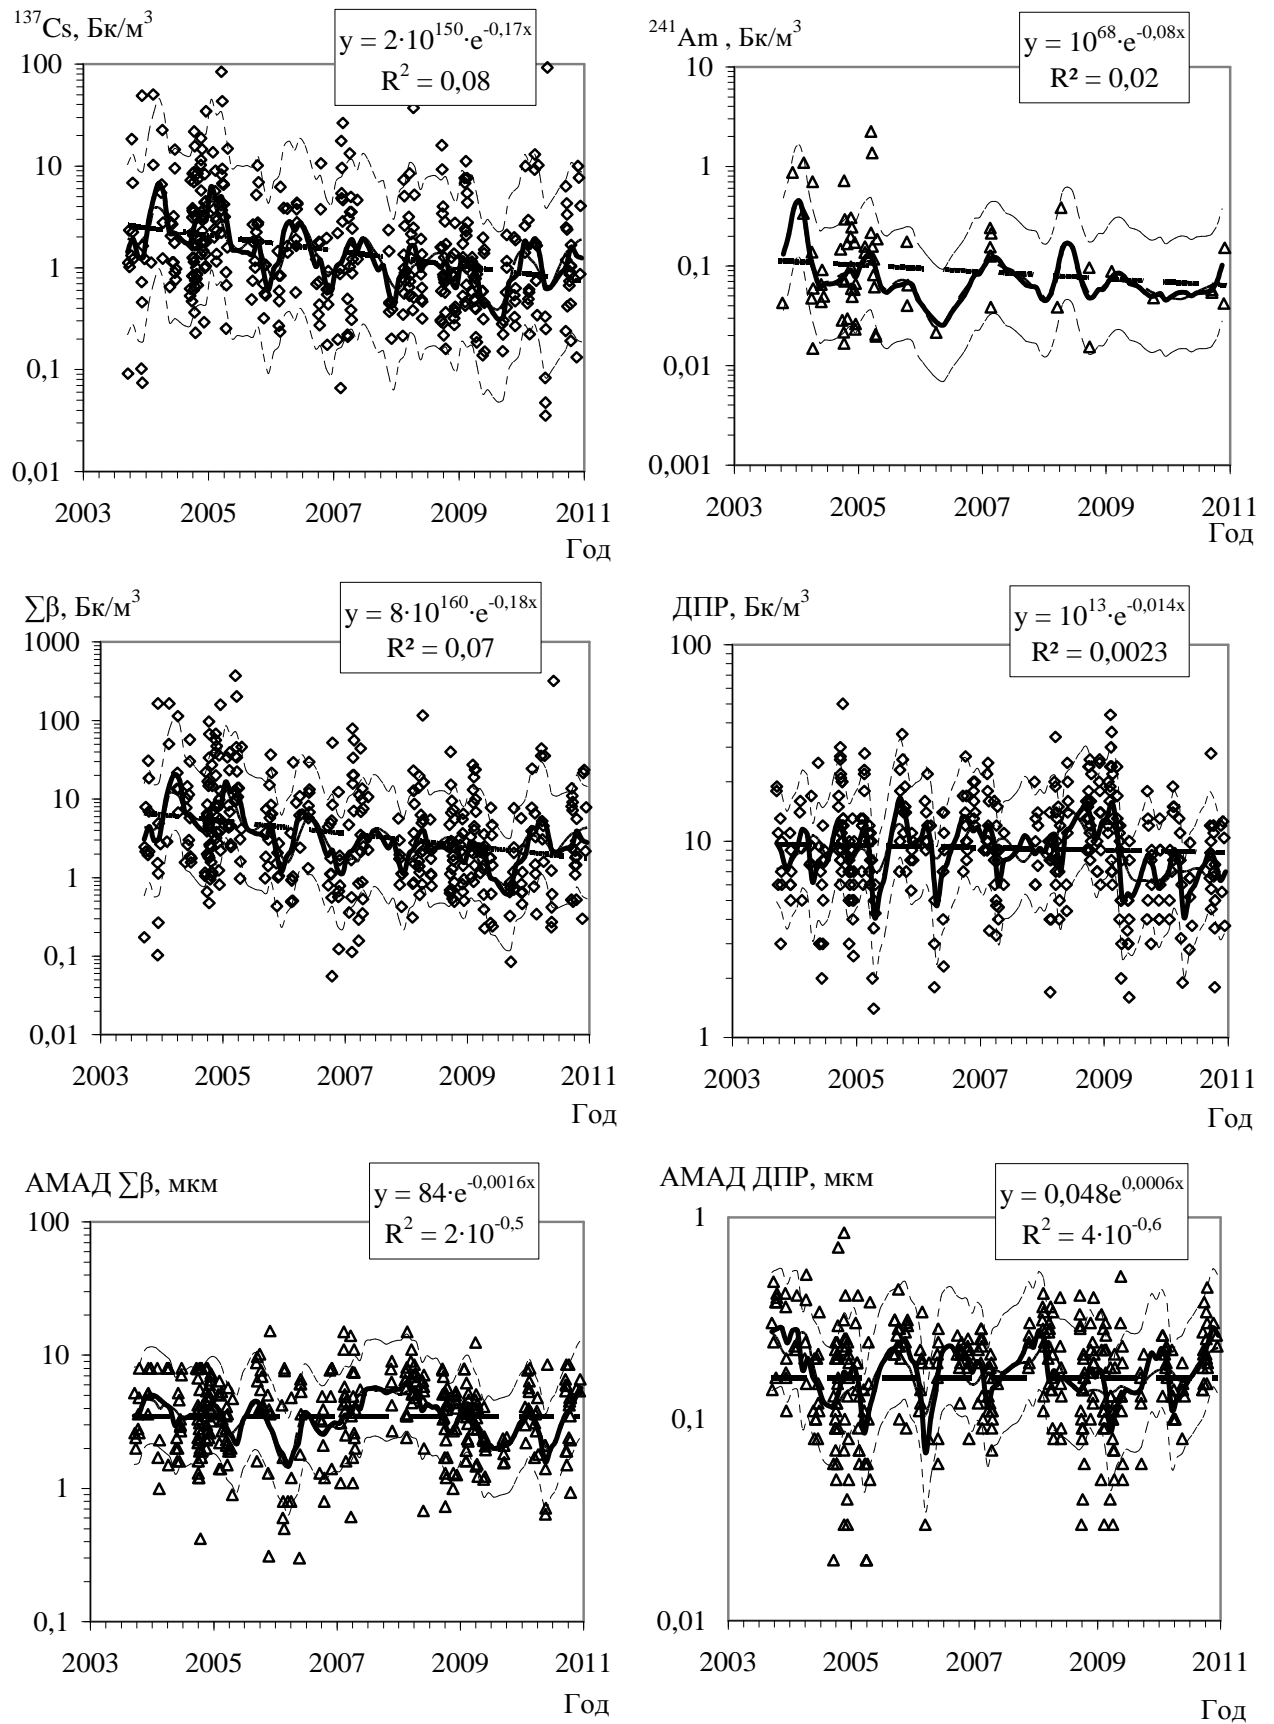 ¹³⁷Cs, Бк/м³
y = 2·10¹⁵⁰·e⁻⁰,¹⁷ˣ
R² = 0,08
100
10
1
0,1
0,01
2003 2005 2007 2009 2011
Год
²⁴¹Am , Бк/м³
y = 10⁶⁸·e⁻⁰,⁰⁸ˣ
R² = 0,02
10
1
0,1
0,01
0,001
2003 2005 2007 2009 2011
Год
∑β, Бк/м³
y = 8·10¹⁶⁰·e⁻⁰,¹⁸ˣ
R² = 0,07
1000
100
10
1
0,1
0,01
2003 2005 2007 2009 2011
Год
ДПР, Бк/м³
y = 10¹³·e⁻⁰,⁰¹⁴ˣ
R² = 0,0023
100
10
1
2003 2005 2007 2009 2011
Год
АМАД ∑β, мкм
y = 84·e⁻⁰,⁰⁰¹⁶ˣ
R² = 2·10⁻⁰,⁵
100
10
1
0,1
2003 2005 2007 2009 2011
Год
АМАД ДПР, мкм
y = 0,048e⁰,⁰⁰⁰⁶ˣ
R² = 4·10⁻⁰,⁶
1
0,1
0,01
2003 2005 2007 2009 2011
Год